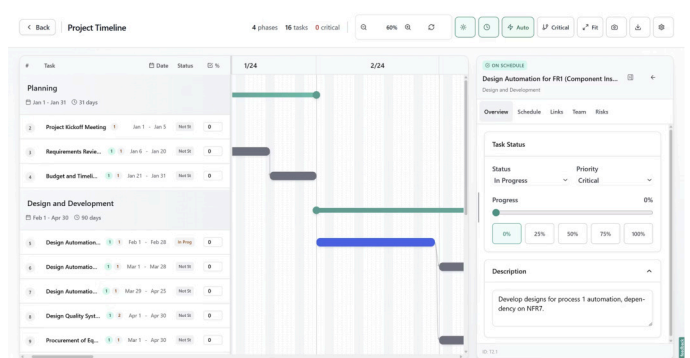 Back Project Timeline 4 phases 16 tasks 0 critical 60% Auto Critical Fit
# Task Date Status %
1/24 2/24
Planning
Jan 1 - Jan 31 31 days
2 Project Kickoff Meeting 1 Jan 1 - Jan 5 Not St 0
3 Requirements Revie... 1 1 Jan 6 - Jan 20 Not St 0
4 Budget and Timeli... 1 1 Jan 21 - Jan 31 Not St 0
Design and Development
Feb 1 - Apr 30 90 days
5 Design Automation... 1 1 Feb 1 - Feb 28 In Prog 0
6 Design Automatio... 1 1 Mar 1 - Mar 28 Not St 0
7 Design Automatio... 1 1 Mar 29 - Apr 25 Not St 0
8 Design Quality Syst... 1 2 Apr 1 - Apr 30 Not St 0
9 Procurement of Eq... 1 1 Mar 1 - Apr 30 Not St 0
ON SCHEDULE
Design Automation for FR1 (Component Ins...
Design and Development
Overview Schedule Links Team Risks
Task Status
Status Priority
In Progress Critical
Progress 0%
0% 25% 50% 75% 100%
Description
Develop designs for process 1 automation, depen-
dency on NFR7.
ID: 12.1